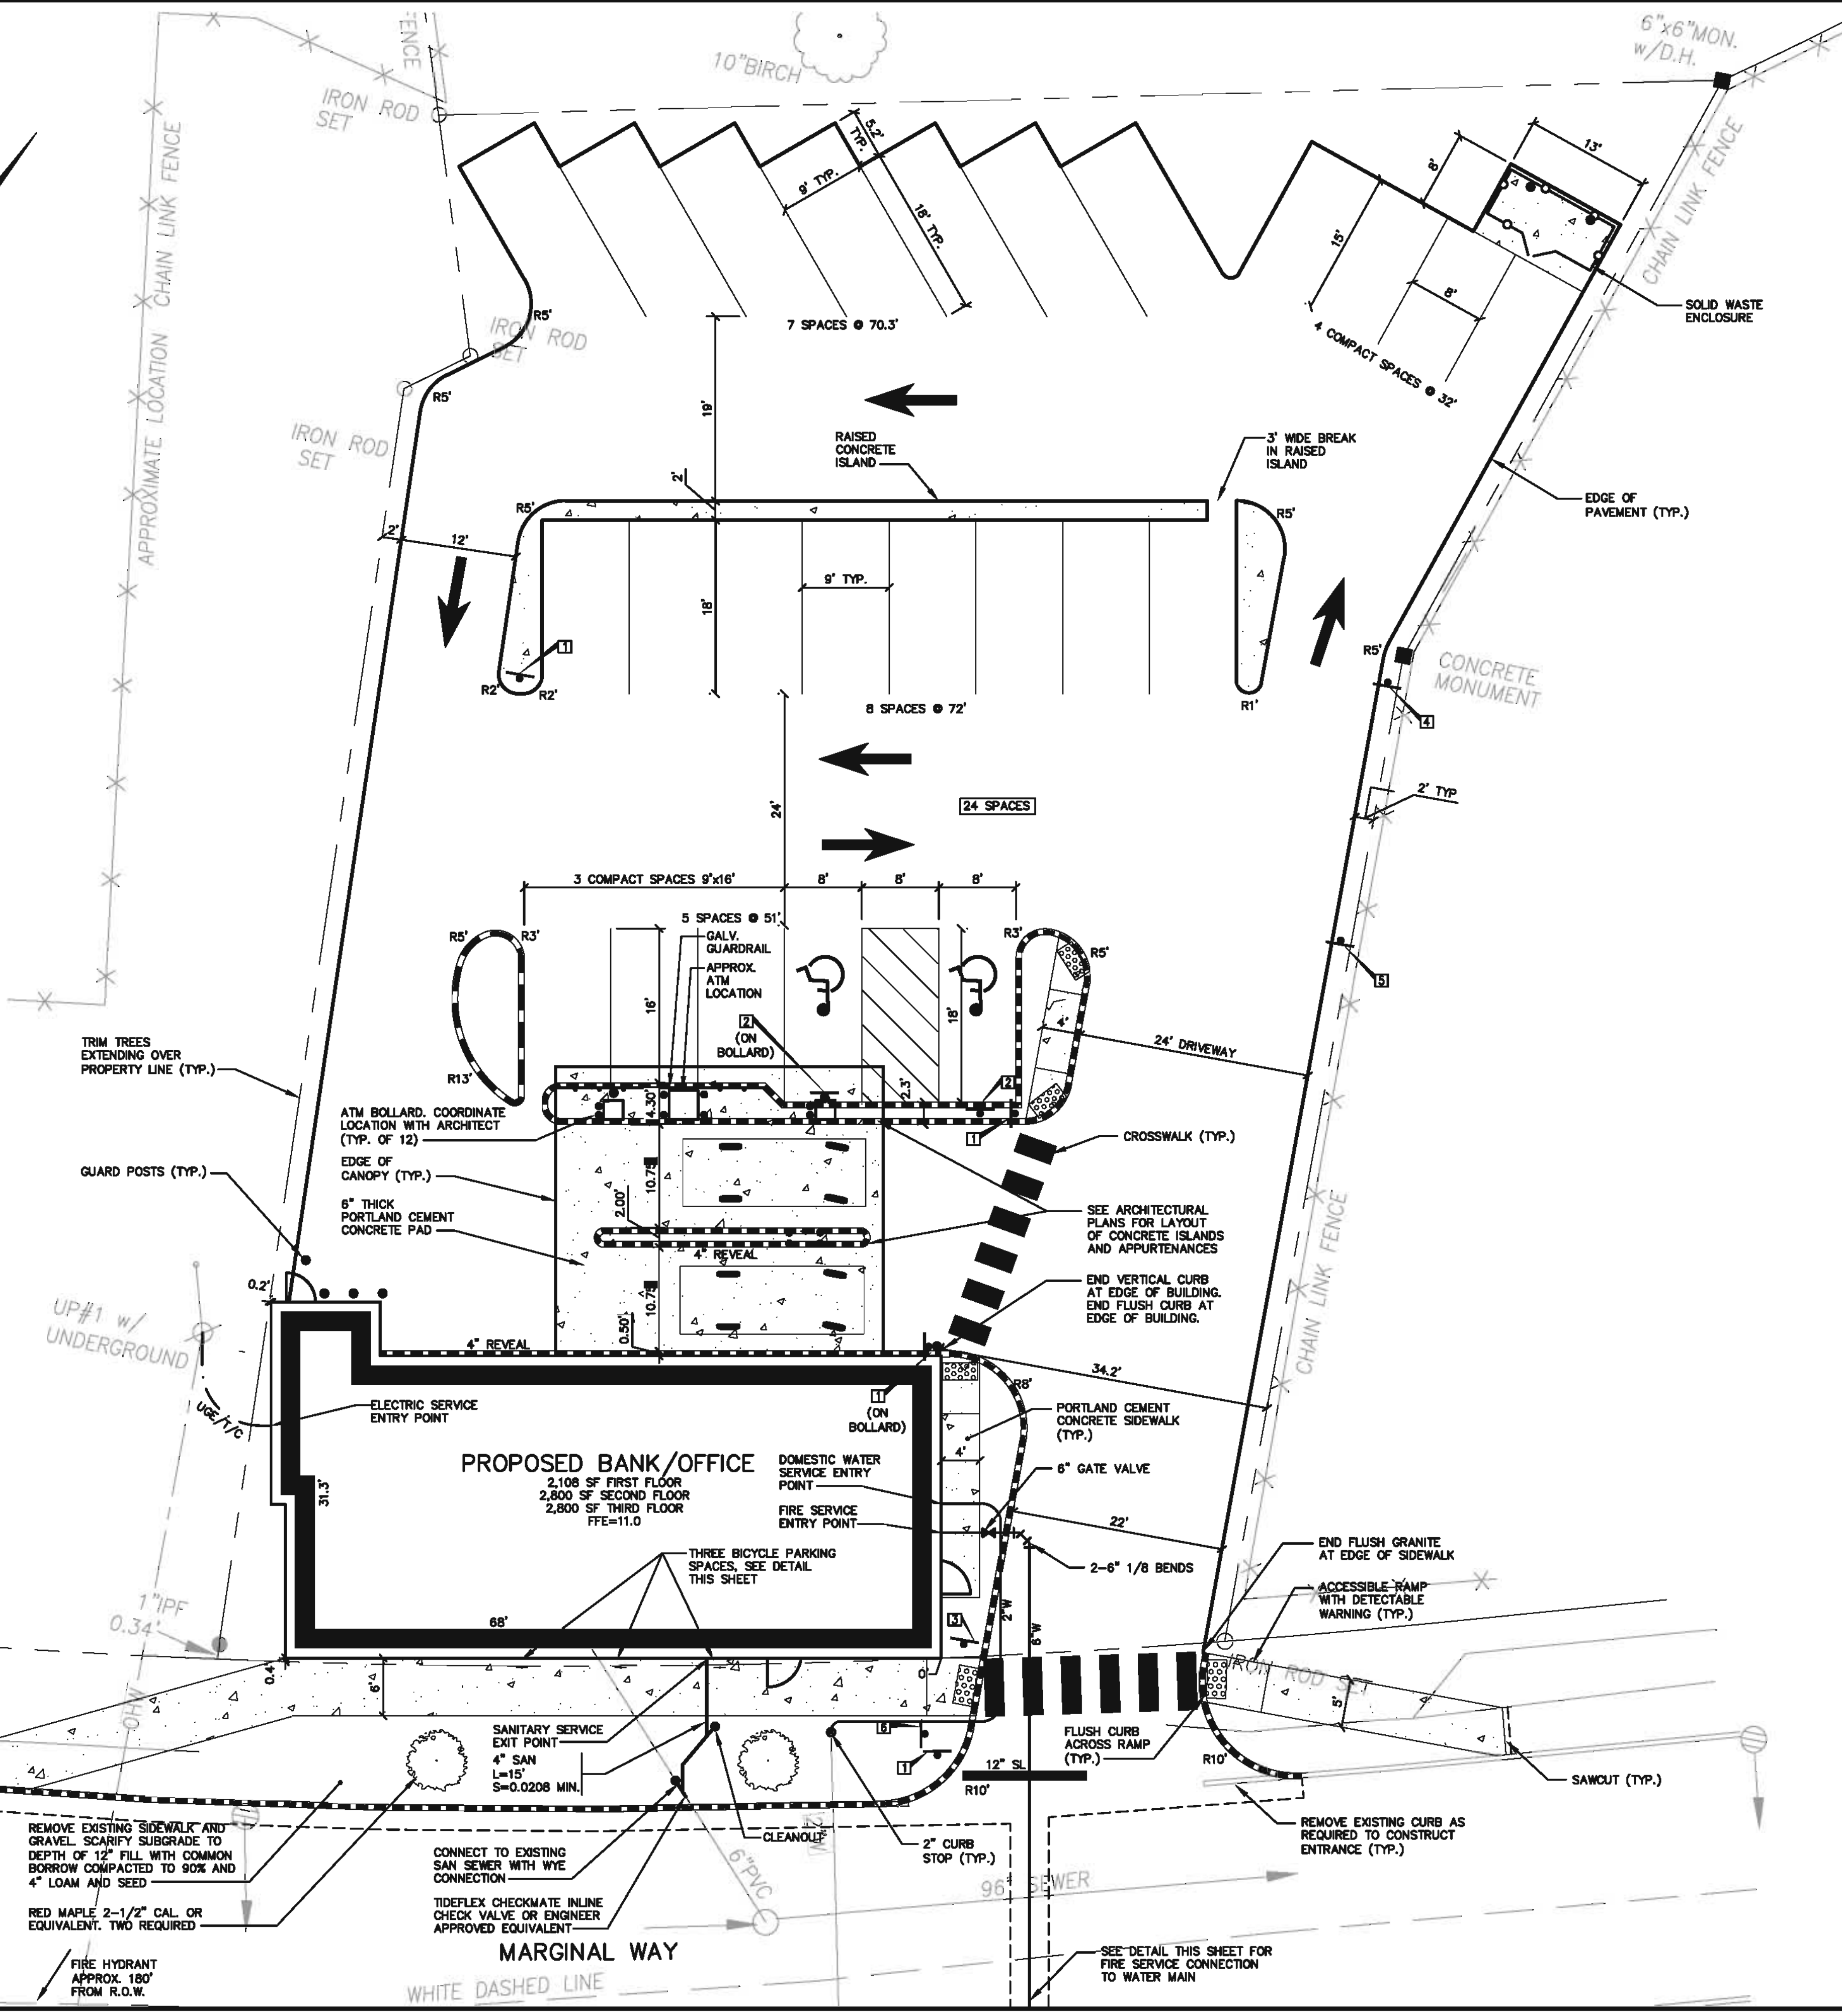 6"x6"MON.
w/D.H.
FENCE
10"BIRCH
IRON ROD
SET
CHAIN LINK FENCE
APPROXIMATE LOCATION
5.2'
TYP.
9' TYP.
18' TYP.
8'
13'
15'
8'
CHAIN LINK FENCE
SOLID WASTE
ENCLOSURE
R5'
IRON ROD
SET
7 SPACES @ 70.3'
4 COMPACT SPACES @ 32'
R5'
19'
IRON ROD
SET
RAISED
CONCRETE
ISLAND
3' WIDE BREAK
IN RAISED
ISLAND
2'
EDGE OF
PAVEMENT (TYP.)
R5'
R5'
2'
12'
9' TYP.
18'
1
R5'
CONCRETE
MONUMENT
R2'
R2'
8 SPACES @ 72'
R1'
4
24'
24 SPACES
2' TYP
3 COMPACT SPACES 9'x16'
8'
8'
8'
5 SPACES @ 51'
R5'
R3'
GALV.
GUARDRAIL
R3'
R5'
APPROX.
ATM
LOCATION
5
16'
18'
2
(ON
BOLLARD)
4'
24' DRIVEWAY
TRIM TREES
EXTENDING OVER
PROPERTY LINE (TYP.)
R13'
2
2.3'
4.30'
ATM BOLLARD. COORDINATE
LOCATION WITH ARCHITECT
(TYP. OF 12)
1
CROSSWALK (TYP.)
GUARD POSTS (TYP.)
EDGE OF
CANOPY (TYP.)
10.75'
6" THICK
PORTLAND CEMENT
CONCRETE PAD
2.00'
SEE ARCHITECTURAL
PLANS FOR LAYOUT
OF CONCRETE ISLANDS
AND APPURTENANCES
4" REVEAL
CHAIN LINK FENCE
0.2'
10.75'
END VERTICAL CURB
AT EDGE OF BUILDING.
END FLUSH CURB AT
EDGE OF BUILDING.
UP#1 w/
UNDERGROUND
0.50'
4" REVEAL
34.2'
R8'
1
(ON
BOLLARD)
UGE/T/C
ELECTRIC SERVICE
ENTRY POINT
PORTLAND CEMENT
CONCRETE SIDEWALK
(TYP.)
PROPOSED BANK/OFFICE
2,108 SF FIRST FLOOR
2,800 SF SECOND FLOOR
2,800 SF THIRD FLOOR
FFE=11.0
31.3'
DOMESTIC WATER
SERVICE ENTRY
POINT
4'
6" GATE VALVE
FIRE SERVICE
ENTRY POINT
22'
THREE BICYCLE PARKING
SPACES, SEE DETAIL
THIS SHEET
2-6" 1/8 BENDS
END FLUSH GRANITE
AT EDGE OF SIDEWALK
ACCESSIBLE RAMP
WITH DETECTABLE
WARNING (TYP.)
1"IPF
0.34'
68'
3
2"W
6"W
0.4'
6'
0'
IRON ROD SET
5'
OHW
SANITARY SERVICE
EXIT POINT
4" SAN
L=15'
S=0.0208 MIN.
6
1
FLUSH CURB
ACROSS RAMP
(TYP.)
12" SL
R10'
R10'
SAWCUT (TYP.)
REMOVE EXISTING SIDEWALK AND
GRAVEL. SCARIFY SUBGRADE TO
DEPTH OF 12" FILL WITH COMMON
BORROW COMPACTED TO 90% AND
4" LOAM AND SEED
CLEANOUT
12"W
2" CURB
STOP (TYP.)
REMOVE EXISTING CURB AS
REQUIRED TO CONSTRUCT
ENTRANCE (TYP.)
CONNECT TO EXISTING
SAN SEWER WITH WYE
CONNECTION
6"PVC
96" SEWER
RED MAPLE 2-1/2" CAL. OR
EQUIVALENT. TWO REQUIRED
TIDEFLEX CHECKMATE INLINE
CHECK VALVE OR ENGINEER
APPROVED EQUIVALENT
MARGINAL WAY
FIRE HYDRANT
APPROX. 180'
FROM R.O.W.
WHITE DASHED LINE
SEE DETAIL THIS SHEET FOR
FIRE SERVICE CONNECTION
TO WATER MAIN